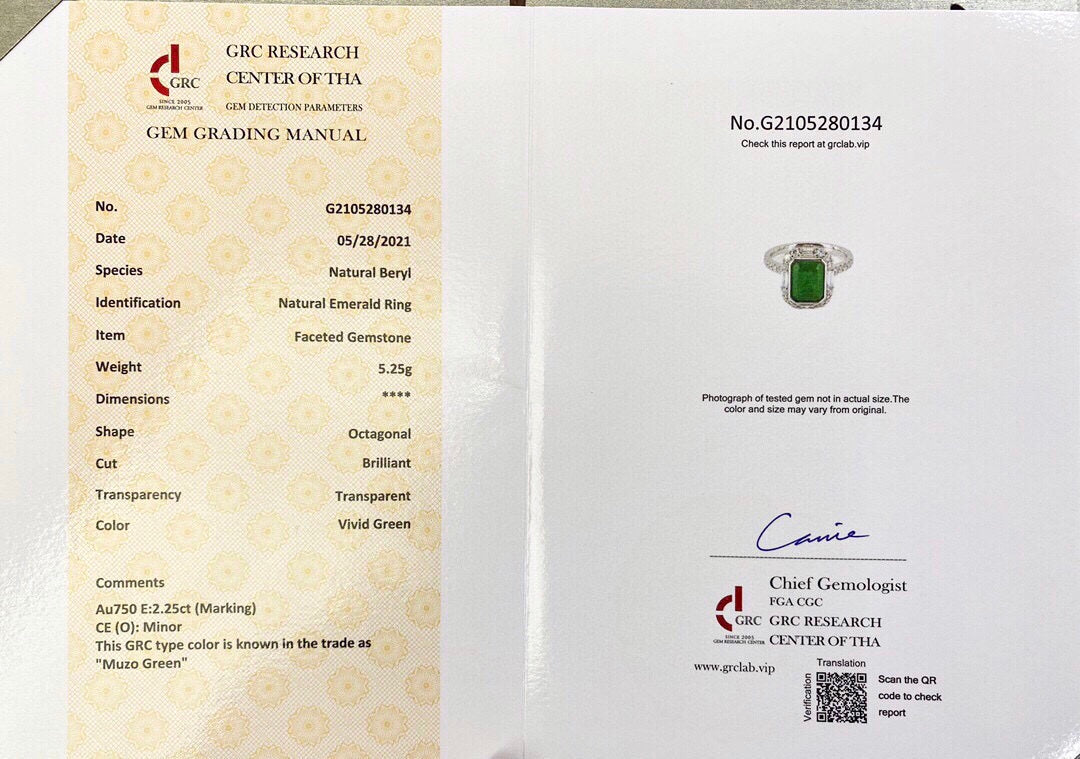 GRC
SINCE 2005
GEM RESEARCH CENTER
GRC RESEARCH
CENTER OF THA
GEM DETECTION PARAMETERS
GEM GRADING MANUAL
No. G2105280134
Date 05/28/2021
Species Natural Beryl
Identification Natural Emerald Ring
Item Faceted Gemstone
Weight 5.25g
Dimensions ****
Shape Octagonal
Cut Brilliant
Transparency Transparent
Color Vivid Green
Comments
Au750 E:2.25ct (Marking)
CE (O): Minor
This GRC type color is known in the trade as
"Muzo Green"
No.G2105280134
Check this report at grclab.vip
Photograph of tested gem not in actual size.The
color and size may vary from original.
Carrie
Chief Gemologist
FGA CGC
GRC
SINCE 2005
GEM RESEARCH CENTER
GRC RESEARCH
CENTER OF THA
www.grclab.vip
Translation
Verification
Scan the QR
code to check
report